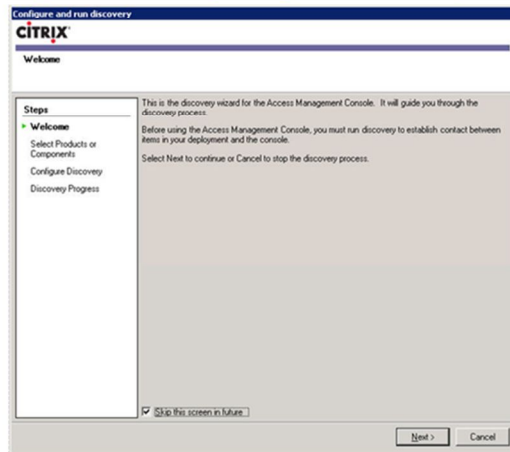 Configure and run discovery
CİTRIX
Welcome
Steps
Welcome
Select Products or
Components
Configure Discovery
Discovery Progress
This is the discovery wizard for the Access Management Console. It will guide you through the
discovery process.
Before using the Access Management Console, you must run discovery to establish contact between
items in your deployment and the console.
Select Next to continue or Cancel to stop the discovery process.
Skip this screen in future
Next >
Cancel